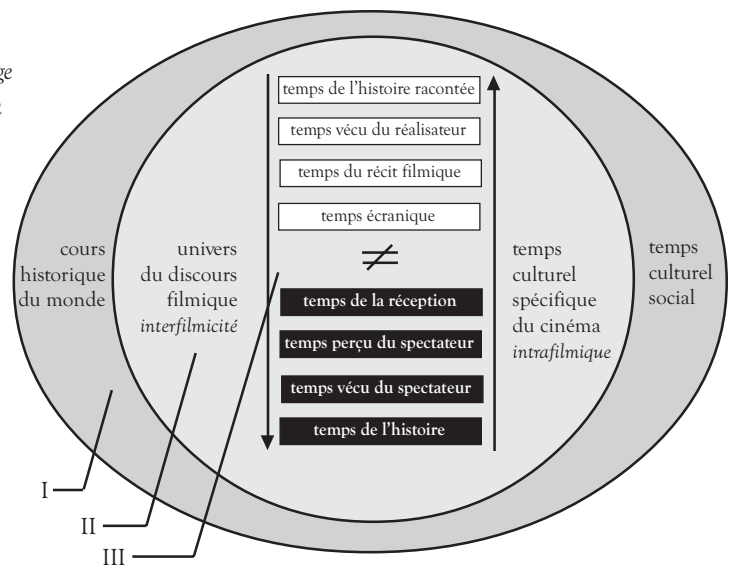 temps de l'histoire racontée
temps vécu du réalisateur
temps du récit filmique
temps écranique
≠
temps de la réception
temps perçu du spectateur
temps vécu du spectateur
temps de l'histoire
cours
historique
du monde
univers
du discours
filmique
interfilmicité
temps
culturel
spécifique
du cinéma
intrafilmique
temps
culturel
social
I
II
III